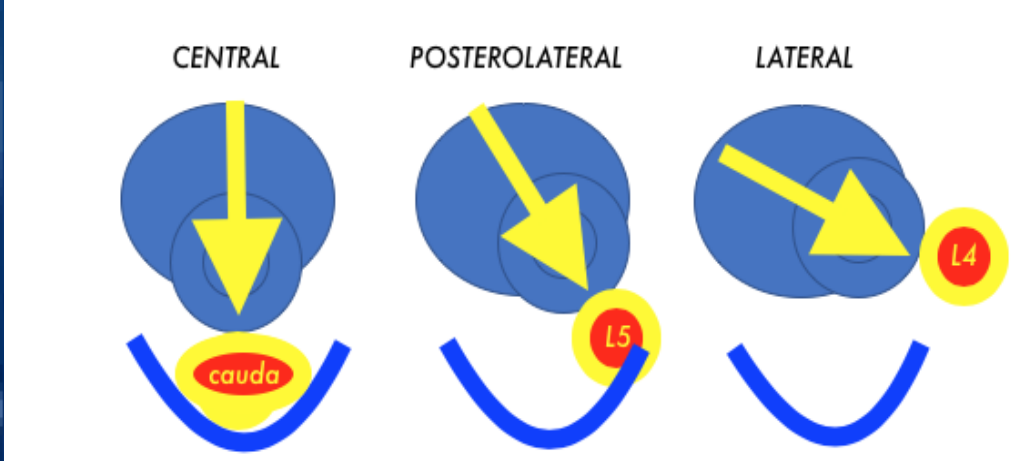 CENTRAL
POSTEROLATERAL
LATERAL
cauda
L5
L4